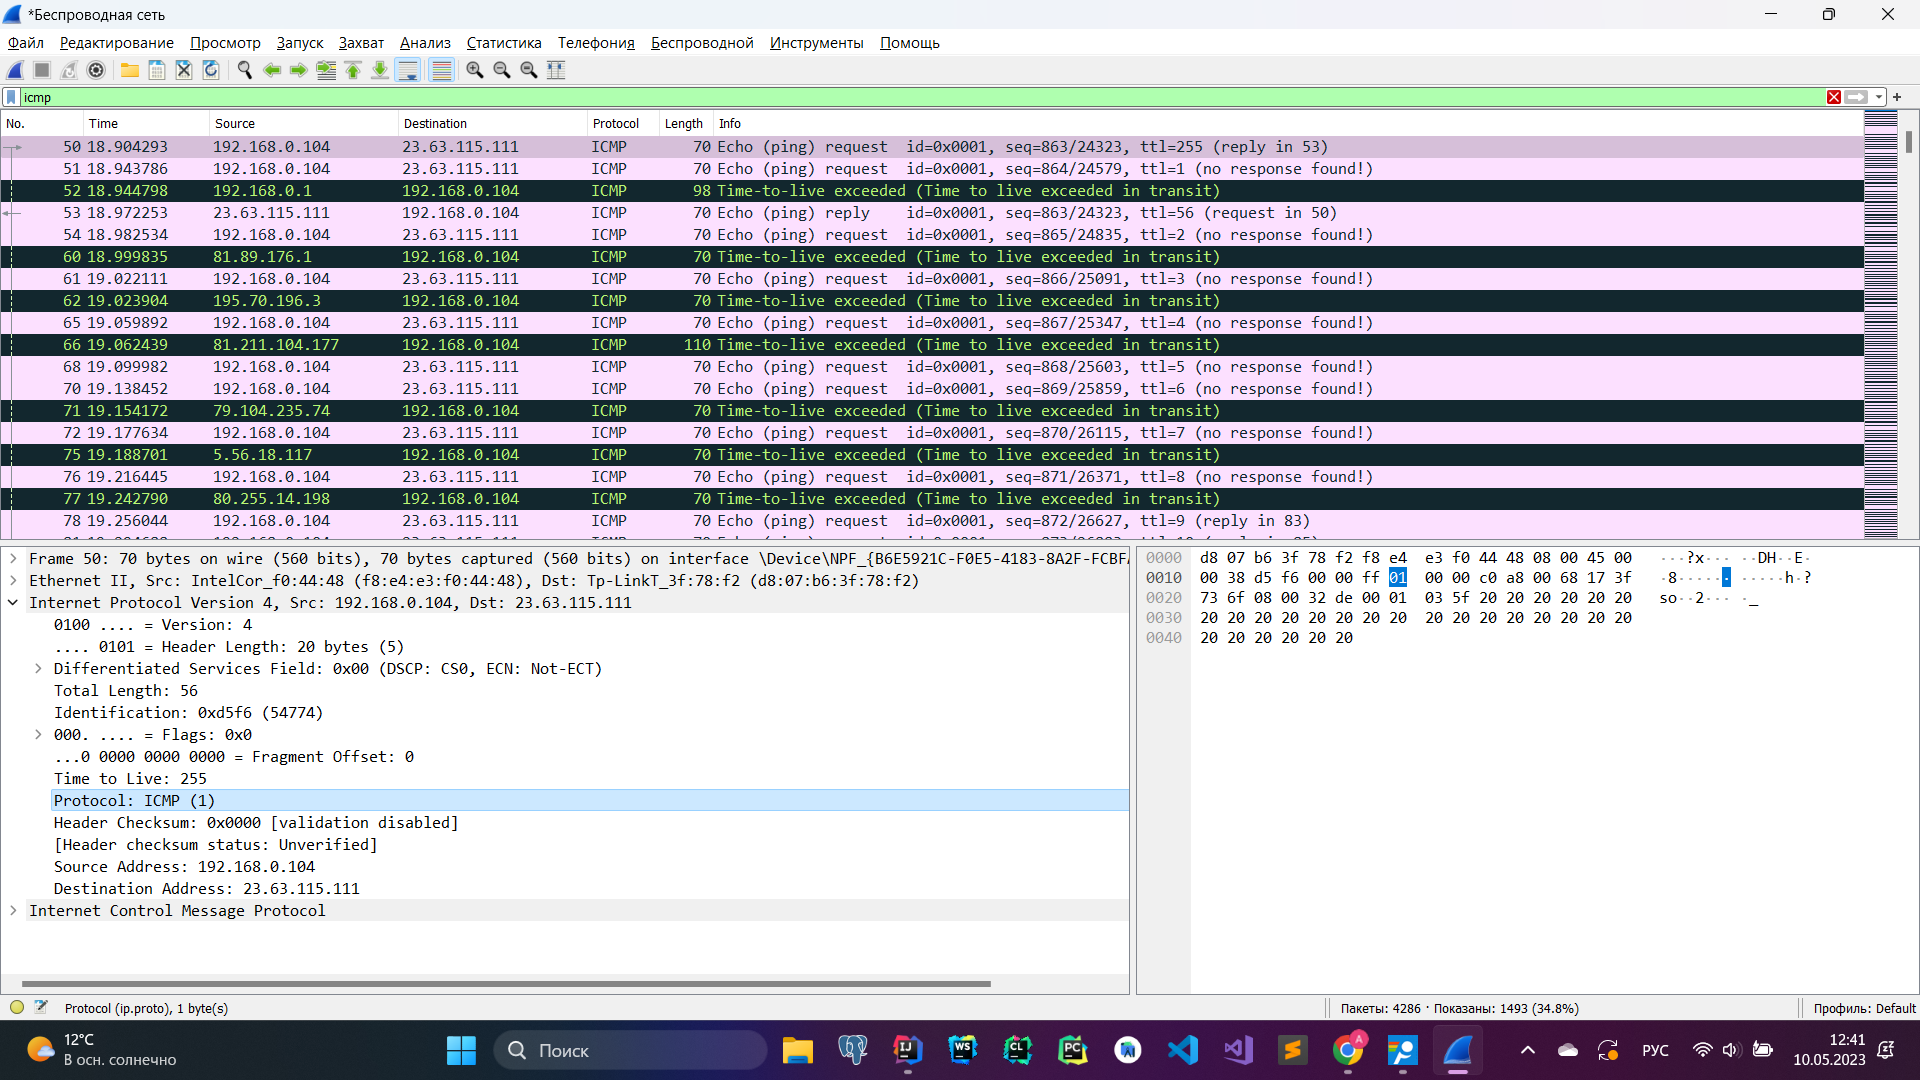 *Беспроводная сеть
Файл Редактирование Просмотр Запуск Захват Анализ Статистика Телефония Беспроводной Инструменты Помощь
icmp
No. Time Source Destination Protocol Length Info
50 18.904293 192.168.0.104 23.63.115.111 ICMP 70 Echo (ping) request id=0x0001, seq=863/24323, ttl=255 (reply in 53)
51 18.943786 192.168.0.104 23.63.115.111 ICMP 70 Echo (ping) request id=0x0001, seq=864/24579, ttl=1 (no response found!)
52 18.944798 192.168.0.1 192.168.0.104 ICMP 98 Time-to-live exceeded (Time to live exceeded in transit)
53 18.972253 23.63.115.111 192.168.0.104 ICMP 70 Echo (ping) reply id=0x0001, seq=863/24323, ttl=56 (request in 50)
54 18.982534 192.168.0.104 23.63.115.111 ICMP 70 Echo (ping) request id=0x0001, seq=865/24835, ttl=2 (no response found!)
60 18.999835 81.89.176.1 192.168.0.104 ICMP 70 Time-to-live exceeded (Time to live exceeded in transit)
61 19.022111 192.168.0.104 23.63.115.111 ICMP 70 Echo (ping) request id=0x0001, seq=866/25091, ttl=3 (no response found!)
62 19.023904 195.70.196.3 192.168.0.104 ICMP 70 Time-to-live exceeded (Time to live exceeded in transit)
65 19.059892 192.168.0.104 23.63.115.111 ICMP 70 Echo (ping) request id=0x0001, seq=867/25347, ttl=4 (no response found!)
66 19.062439 81.211.104.177 192.168.0.104 ICMP 110 Time-to-live exceeded (Time to live exceeded in transit)
68 19.099982 192.168.0.104 23.63.115.111 ICMP 70 Echo (ping) request id=0x0001, seq=868/25603, ttl=5 (no response found!)
70 19.138452 192.168.0.104 23.63.115.111 ICMP 70 Echo (ping) request id=0x0001, seq=869/25859, ttl=6 (no response found!)
71 19.154172 79.104.235.74 192.168.0.104 ICMP 70 Time-to-live exceeded (Time to live exceeded in transit)
72 19.177634 192.168.0.104 23.63.115.111 ICMP 70 Echo (ping) request id=0x0001, seq=870/26115, ttl=7 (no response found!)
75 19.188701 5.56.18.117 192.168.0.104 ICMP 70 Time-to-live exceeded (Time to live exceeded in transit)
76 19.216445 192.168.0.104 23.63.115.111 ICMP 70 Echo (ping) request id=0x0001, seq=871/26371, ttl=8 (no response found!)
77 19.242790 80.255.14.198 192.168.0.104 ICMP 70 Time-to-live exceeded (Time to live exceeded in transit)
78 19.256044 192.168.0.104 23.63.115.111 ICMP 70 Echo (ping) request id=0x0001, seq=872/26627, ttl=9 (reply in 83)
Frame 50: 70 bytes on wire (560 bits), 70 bytes captured (560 bits) on interface \Device\NPF_{B6E5921C-F0E5-4183-8A2F-FCBFA
Ethernet II, Src: IntelCor_f0:44:48 (f8:e4:e3:f0:44:48), Dst: Tp-LinkT_3f:78:f2 (d8:07:b6:3f:78:f2)
Internet Protocol Version 4, Src: 192.168.0.104, Dst: 23.63.115.111
0100 .... = Version: 4
.... 0101 = Header Length: 20 bytes (5)
Differentiated Services Field: 0x00 (DSCP: CS0, ECN: Not-ECT)
Total Length: 56
Identification: 0xd5f6 (54774)
000. .... = Flags: 0x0
...0 0000 0000 0000 = Fragment Offset: 0
Time to Live: 255
Protocol: ICMP (1)
Header Checksum: 0x0000 [validation disabled]
[Header checksum status: Unverified]
Source Address: 192.168.0.104
Destination Address: 23.63.115.111
Internet Control Message Protocol
0000 d8 07 b6 3f 78 f2 f8 e4 e3 f0 44 48 08 00 45 00 ···?x··· ··DH··E·
0010 00 38 d5 f6 00 00 ff 01 00 00 c0 a8 00 68 17 3f ·8······ ·····h·?
0020 73 6f 08 00 32 de 00 01 03 5f 20 20 20 20 20 20 so··2··· ·_
0030 20 20 20 20 20 20 20 20 20 20 20 20 20 20 20 20
0040 20 20 20 20 20 20
Protocol (ip.proto), 1 byte(s)
Пакеты: 4286 · Показаны: 1493 (34.8%)
Профиль: Default
12°C
В осн. солнечно
Поиск
IJ
WS
CL
PC
A
РУС
12:41
10.05.2023